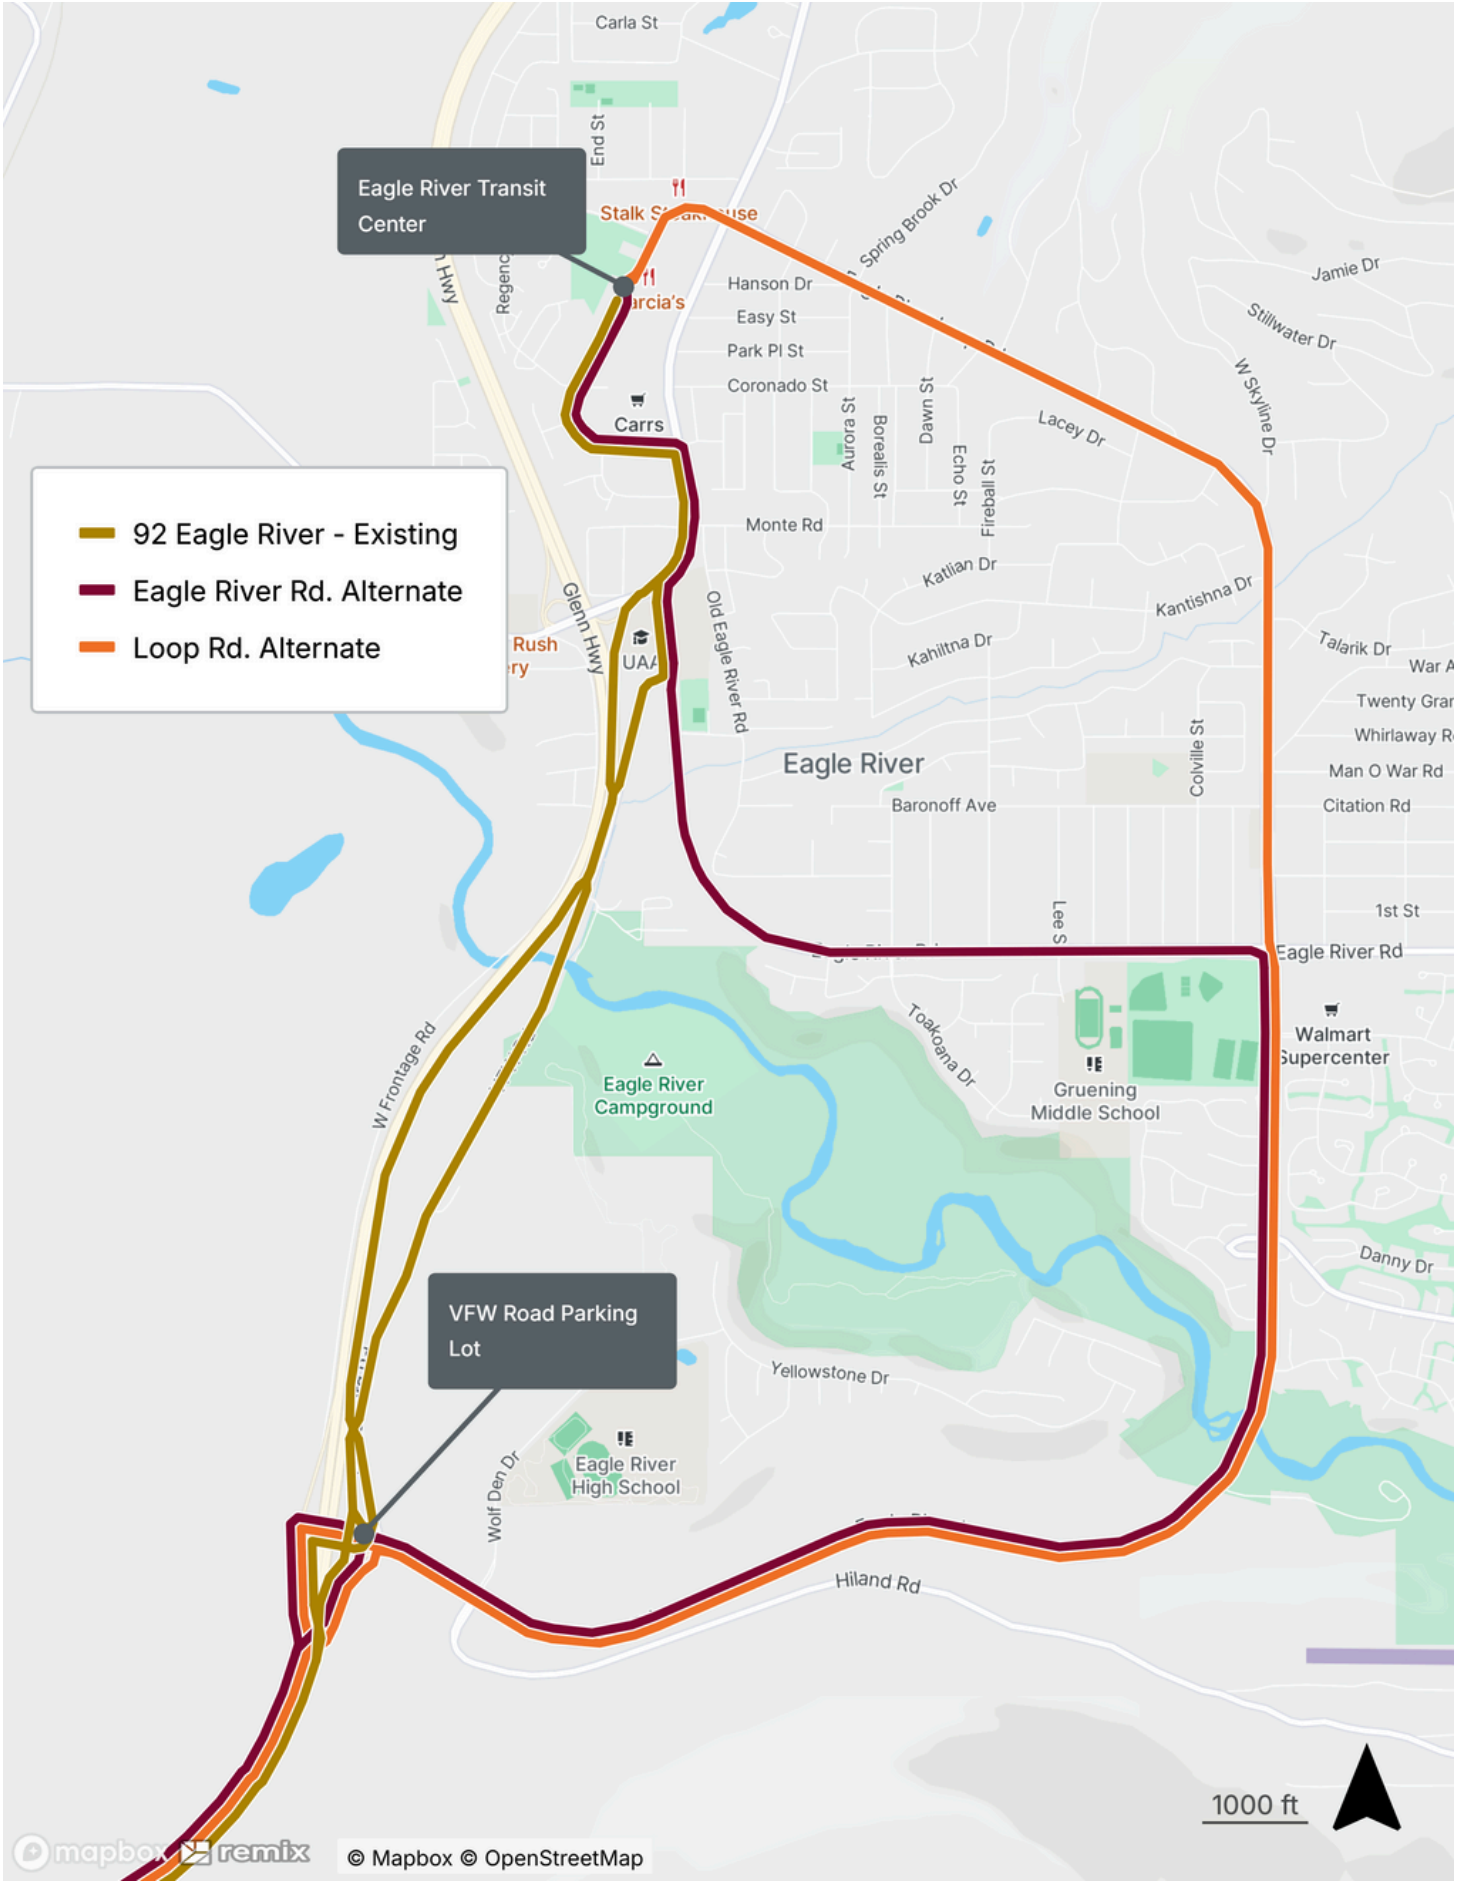 Carla St
End St
Eagle River Transit
Center
Spring Brook Dr
Hwy
Jamie Dr
Hanson Dr
Easy St
Stillwater Dr
Park Pl St
Coronado St
W Skyline Dr
Carrs
Aurora St
Borealis St
Dawn St
Lacey Dr
Echo St
Fireball St
Monte Rd
92 Eagle River - Existing
Eagle River Rd. Alternate
Loop Rd. Alternate
Katlian Dr
Kantishna Dr
Glenn Hwy
Old Eagle River Rd
UAA
Rush
Kahiltna Dr
Talarik Dr
War A
Twenty Gran
Whirlaway R
Colville St
Eagle River
Man O War Rd
Baronoff Ave
Citation Rd
1st St
Lee S
Eagle River Rd
W Frontage Rd
Toakoana Dr
Walmart
Supercenter
Eagle River
Campground
Gruening
Middle School
Danny Dr
VFW Road Parking
Lot
Yellowstone Dr
Eagle River
High School
Wolf Den Dr
Hiland Rd
1000 ft
mapbox remix
© Mapbox © OpenStreetMap